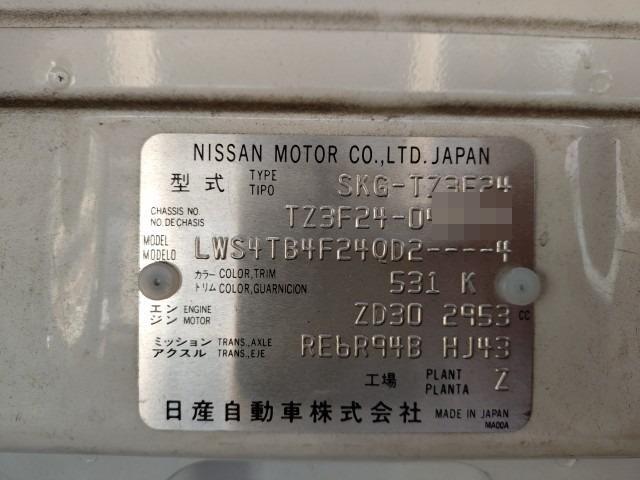 NISSAN MOTOR CO.,LTD. JAPAN
型式 TYPE TIPO SKG-TZ3F24
CHASSIS NO. NO. DE CHASIS TZ3F24-0
MODEL MODELO LWS4TB4F24QD2----4
カラー COLOR,TRIM トリム COLOR,GUARNICION 531 K
エンジン ENGINE MOTOR ZD30 2953 CC
ミッション TRANS.,AXLE アクスル TRANS.,EJE RE6R94B HJ43
工場 PLANT PLANTA Z
日産自動車株式会社 MADE IN JAPAN
MA00A